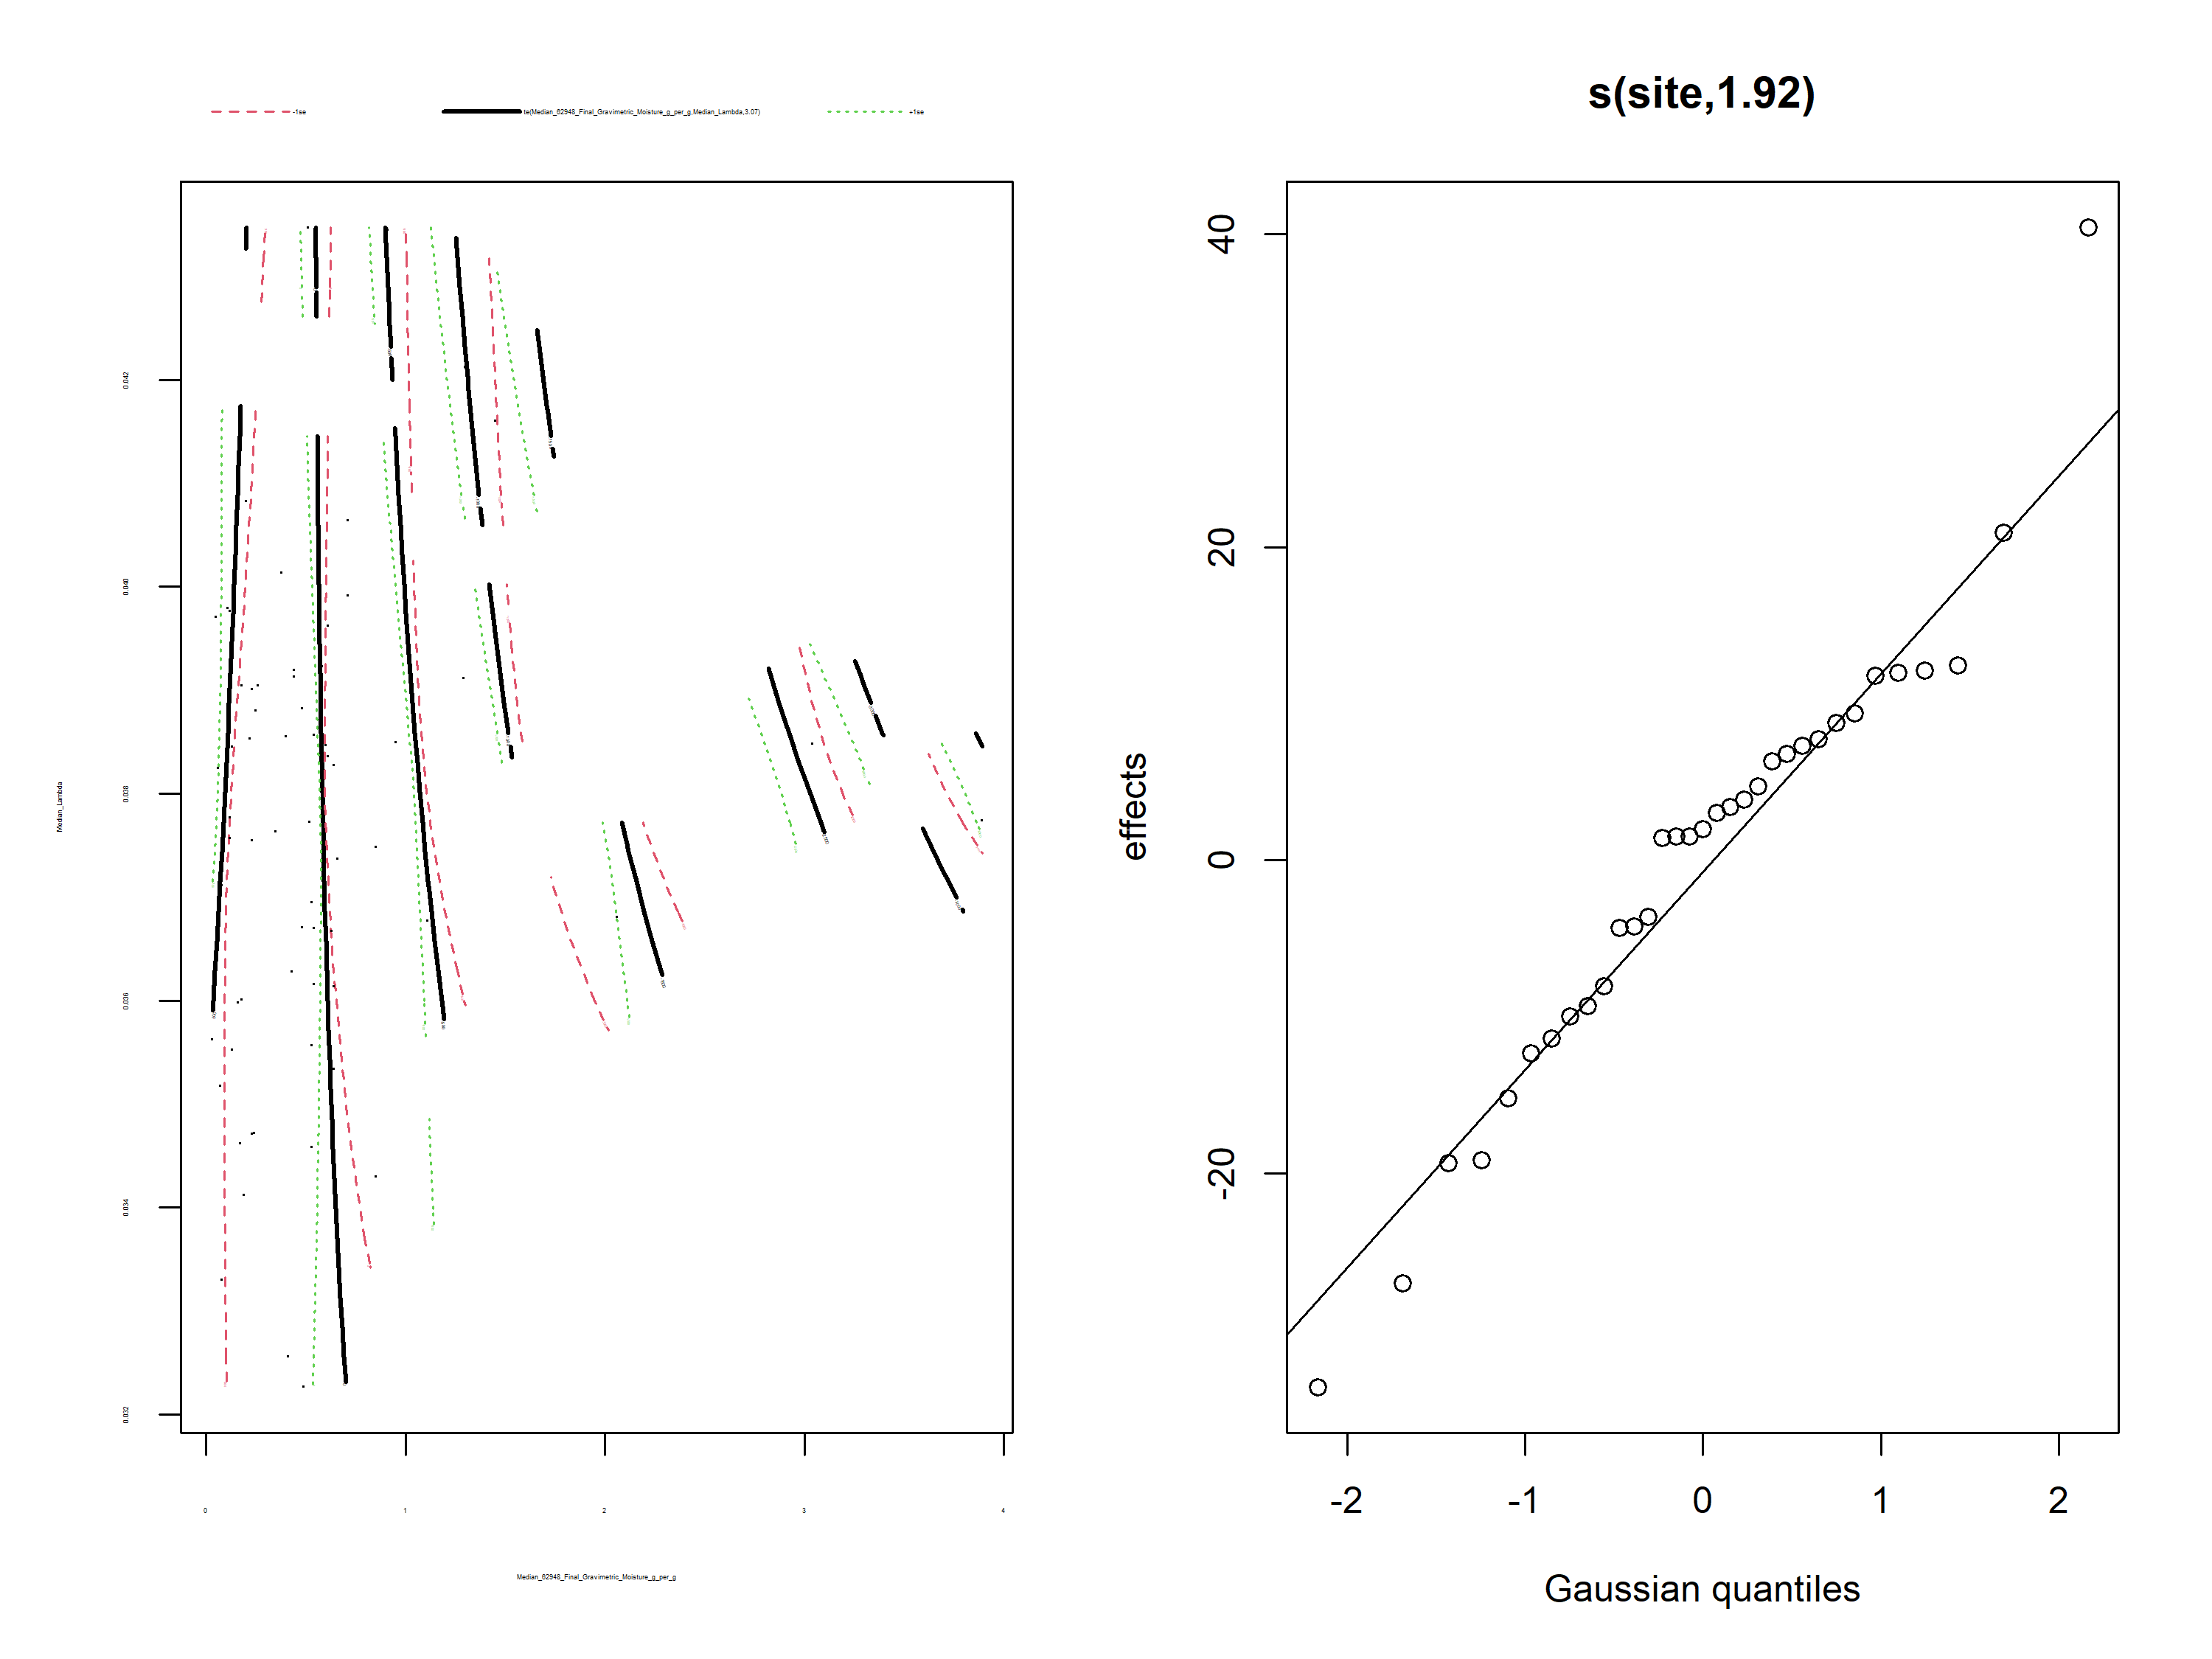 -1se te(Median_62948_Final_Gravimetric_Moisture_g_per_g,Median_Lambda,3.07) +1se
Median_Lambda
0.042
0.040
0.038
0.036
0.034
0.032
0 1 2 3 4
Median_62948_Final_Gravimetric_Moisture_g_per_g
s(site,1.92)
effects
40
20
0
-20
-2 -1 0 1 2
Gaussian quantiles